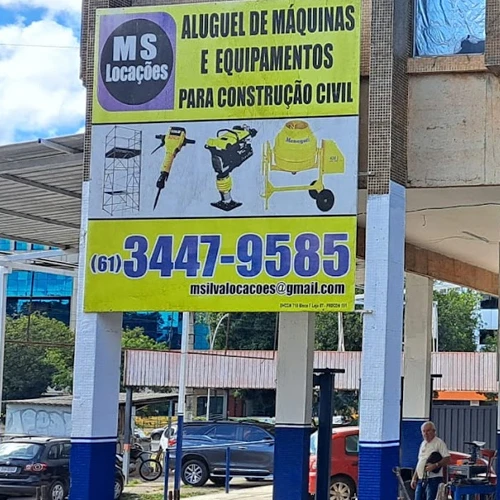 MS
Locações
ALUGUEL DE MÁQUINAS
E EQUIPAMENTOS
PARA CONSTRUÇÃO CIVIL
(61) 3447-9585
msilvalocacoes@gmail.com